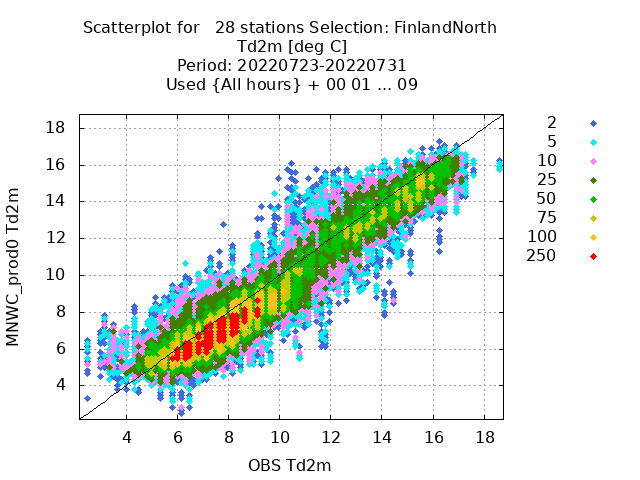 Scatterplot for   28 stations Selection: FinlandNorth
Td2m [deg C]
Period: 20220723-20220731
Used {All hours} + 00 01 ... 09
MNWC_prod0 Td2m
18
16
14
12
10
8
6
4
4 6 8 10 12 14 16 18
OBS Td2m
2
5
10
25
50
75
100
250